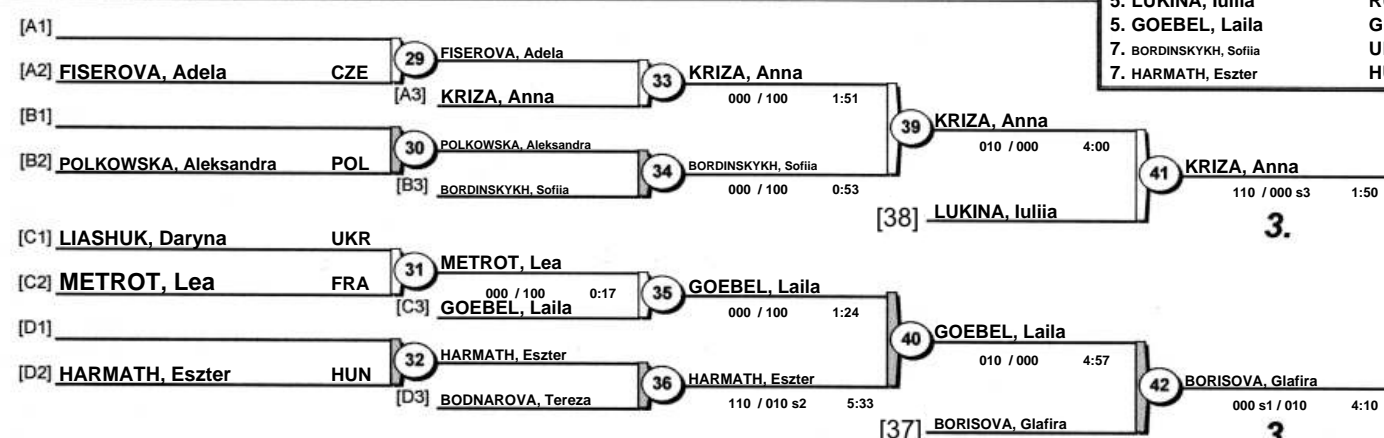 5. LUKINA, Iuliia
5. GOEBEL, Laila G
7. BORDINSKYKH, Sofiia
7. HARMATH, Eszter
[A1]
[A2] FISEROVA, Adela CZE
29
FISEROVA, Adela
[A3] KRIZA, Anna
33
KRIZA, Anna
000 / 100 1:51
[B1]
[B2] POLKOWSKA, Aleksandra POL
30
POLKOWSKA, Aleksandra
[B3] BORDINSKYKH, Sofiia
34
BORDINSKYKH, Sofiia
000 / 100 0:53
39
KRIZA, Anna
010 / 000 4:00
[38] LUKINA, Iuliia
41
KRIZA, Anna
110 / 000 s3 1:50
3.
[C1] LIASHUK, Daryna UKR
[C2] METROT, Lea FRA
31
METROT, Lea
000 / 100 0:17
[C3] GOEBEL, Laila
35
GOEBEL, Laila
000 / 100 1:24
[D1]
[D2] HARMATH, Eszter HUN
32
HARMATH, Eszter
[D3] BODNAROVA, Tereza
36
HARMATH, Eszter
110 / 010 s2 5:33
40
GOEBEL, Laila
010 / 000 4:57
[37] BORISOVA, Glafira
42
BORISOVA, Glafira
000 s1 / 010 4:10
3